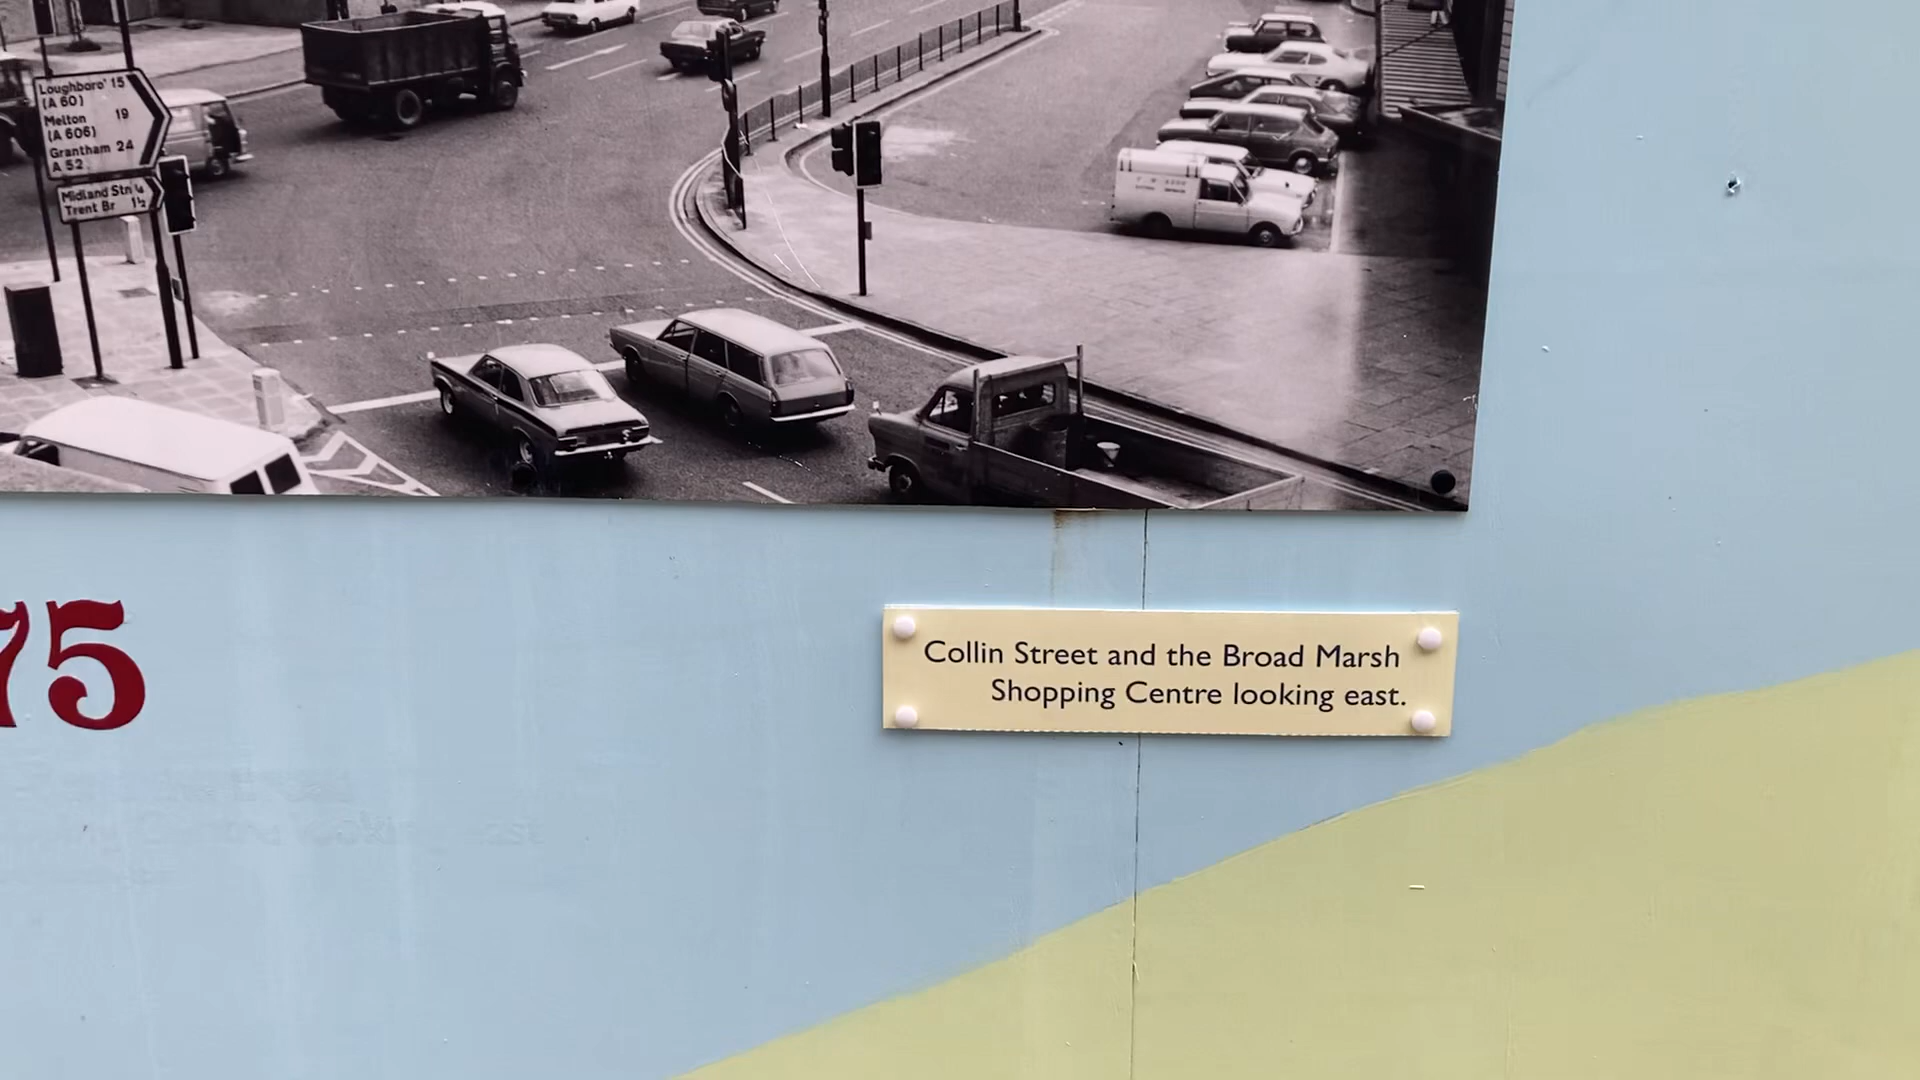 Loughboro' 15
(A 60)
Melton 19
(A 606)
Grantham 24
A 52
Midland Stn ¼
Trent Br 1½
75
Collin Street and the Broad Marsh
Shopping Centre looking east.